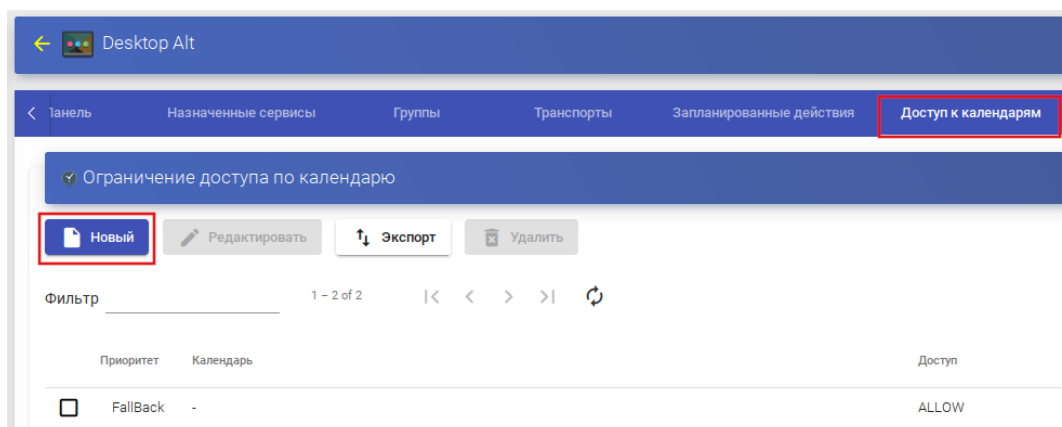 Desktop Alt
Панель Назначенные сервисы Группы Транспорты Запланированные действия Доступ к календарям
Ограничение доступа по календарю
Новый Редактировать Экспорт Удалить
Фильтр 1 – 2 of 2
Приоритет Календарь Доступ
FallBack - ALLOW